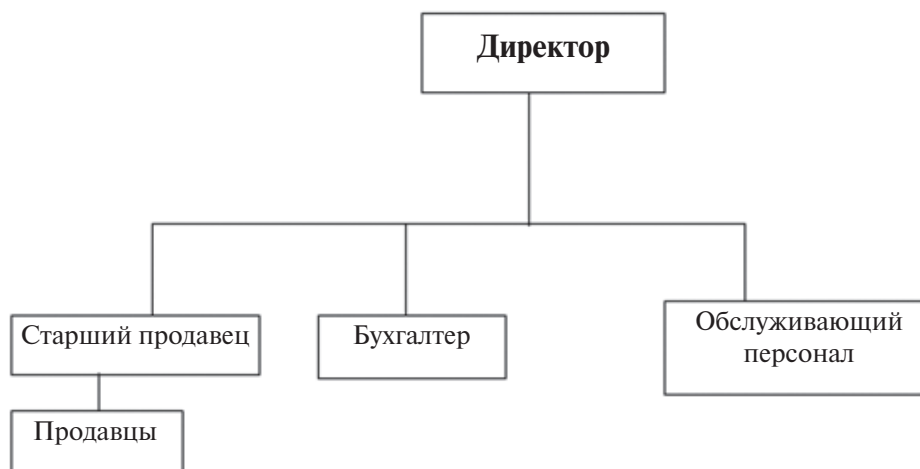 Директор
Старший продавец
Бухгалтер
Обслуживающий
персонал
Продавцы